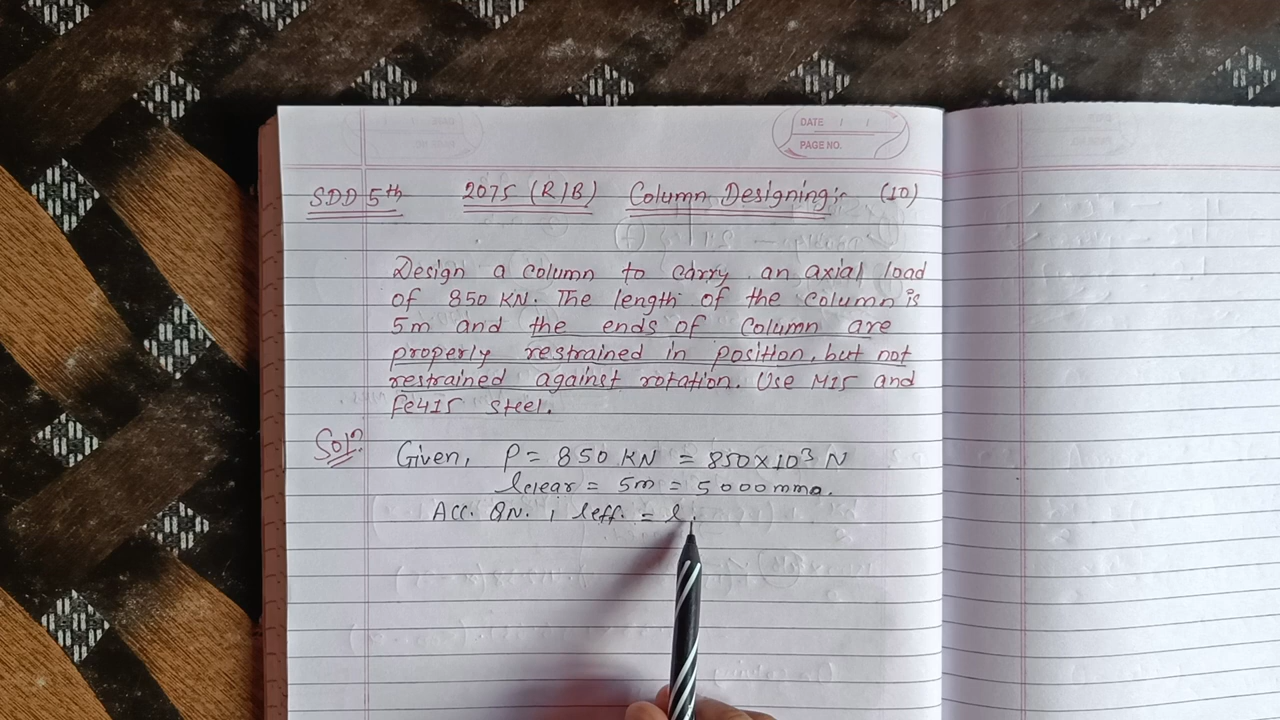 DATE / /
PAGE NO.
SDD 5th 2075 (R/B) Column Designing:- (10)
Design a column to carry an axial load
of 850 KN. The length of the column is
5m and the ends of column are
properly restrained in position, but not
restrained against rotation. Use M15 and
fe415 steel.
Solⁿ: Given, P = 850 KN = 850×10³ N
lclear = 5m = 5000mm.
Acc. QN. , leff. = l